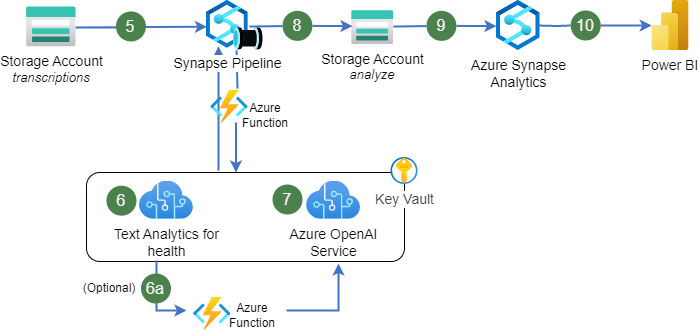 5
8
9
10
Storage Account
transcriptions
Synapse Pipeline
Storage Account
analyze
Azure Synapse
Analytics
Power BI
Azure
Function
6
7
Key Vault
Text Analytics for
health
Azure OpenAI
Service
(Optional)
6a
Azure
Function